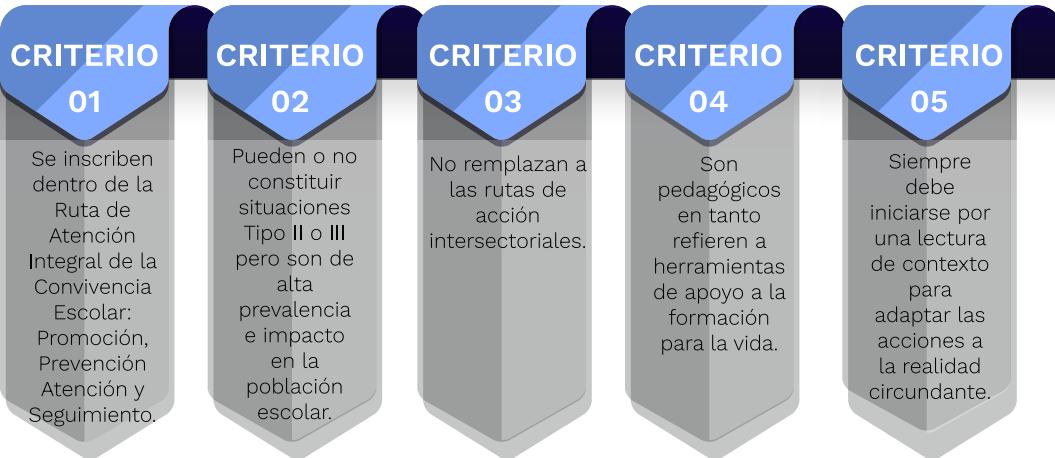 CRITERIO
01
Se inscriben
dentro de la
Ruta de
Atención
Integral de la
Convivencia
Escolar:
Promoción,
Prevención
Atención y
Seguimiento.
CRITERIO
02
Pueden o no
constituir
situaciones
Tipo II o III
pero son de
alta
prevalencia
e impacto
en la
población
escolar.
CRITERIO
03
No remplazan a
las rutas de
acción
intersectoriales.
CRITERIO
04
Son
pedagógicos
en tanto
refieren a
herramientas
de apoyo a la
formación
para la vida.
CRITERIO
05
Siempre
debe
iniciarse por
una lectura
de contexto
para
adaptar las
acciones a
la realidad
circundante.